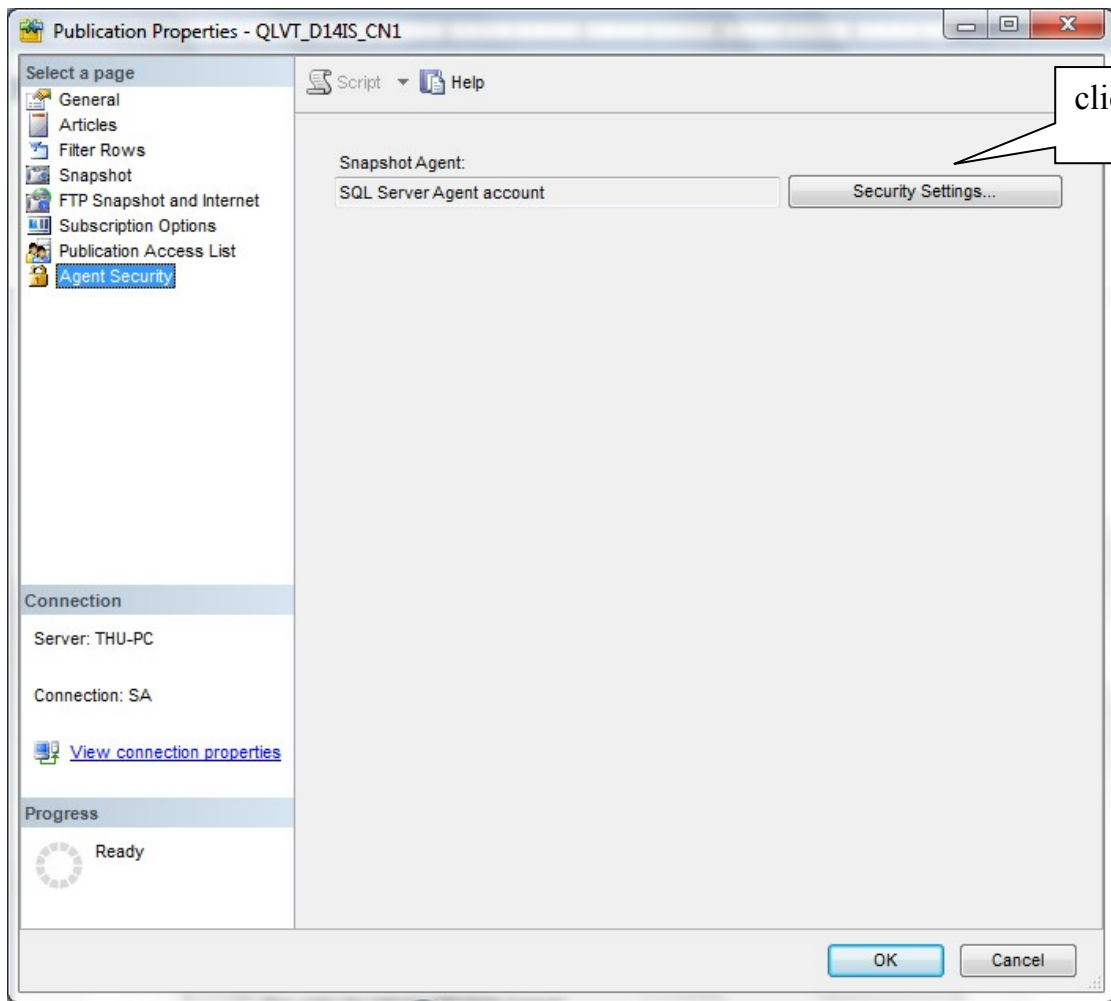 Publication Properties - QLVT_D14IS_CN1
Select a page
General
Articles
Filter Rows
Snapshot
FTP Snapshot and Internet
Subscription Options
Publication Access List
Agent Security
Script
Help
Snapshot Agent:
SQL Server Agent account
Security Settings...
Connection
Server: THU-PC
Connection: SA
View connection properties
Progress
Ready
OK
Cancel